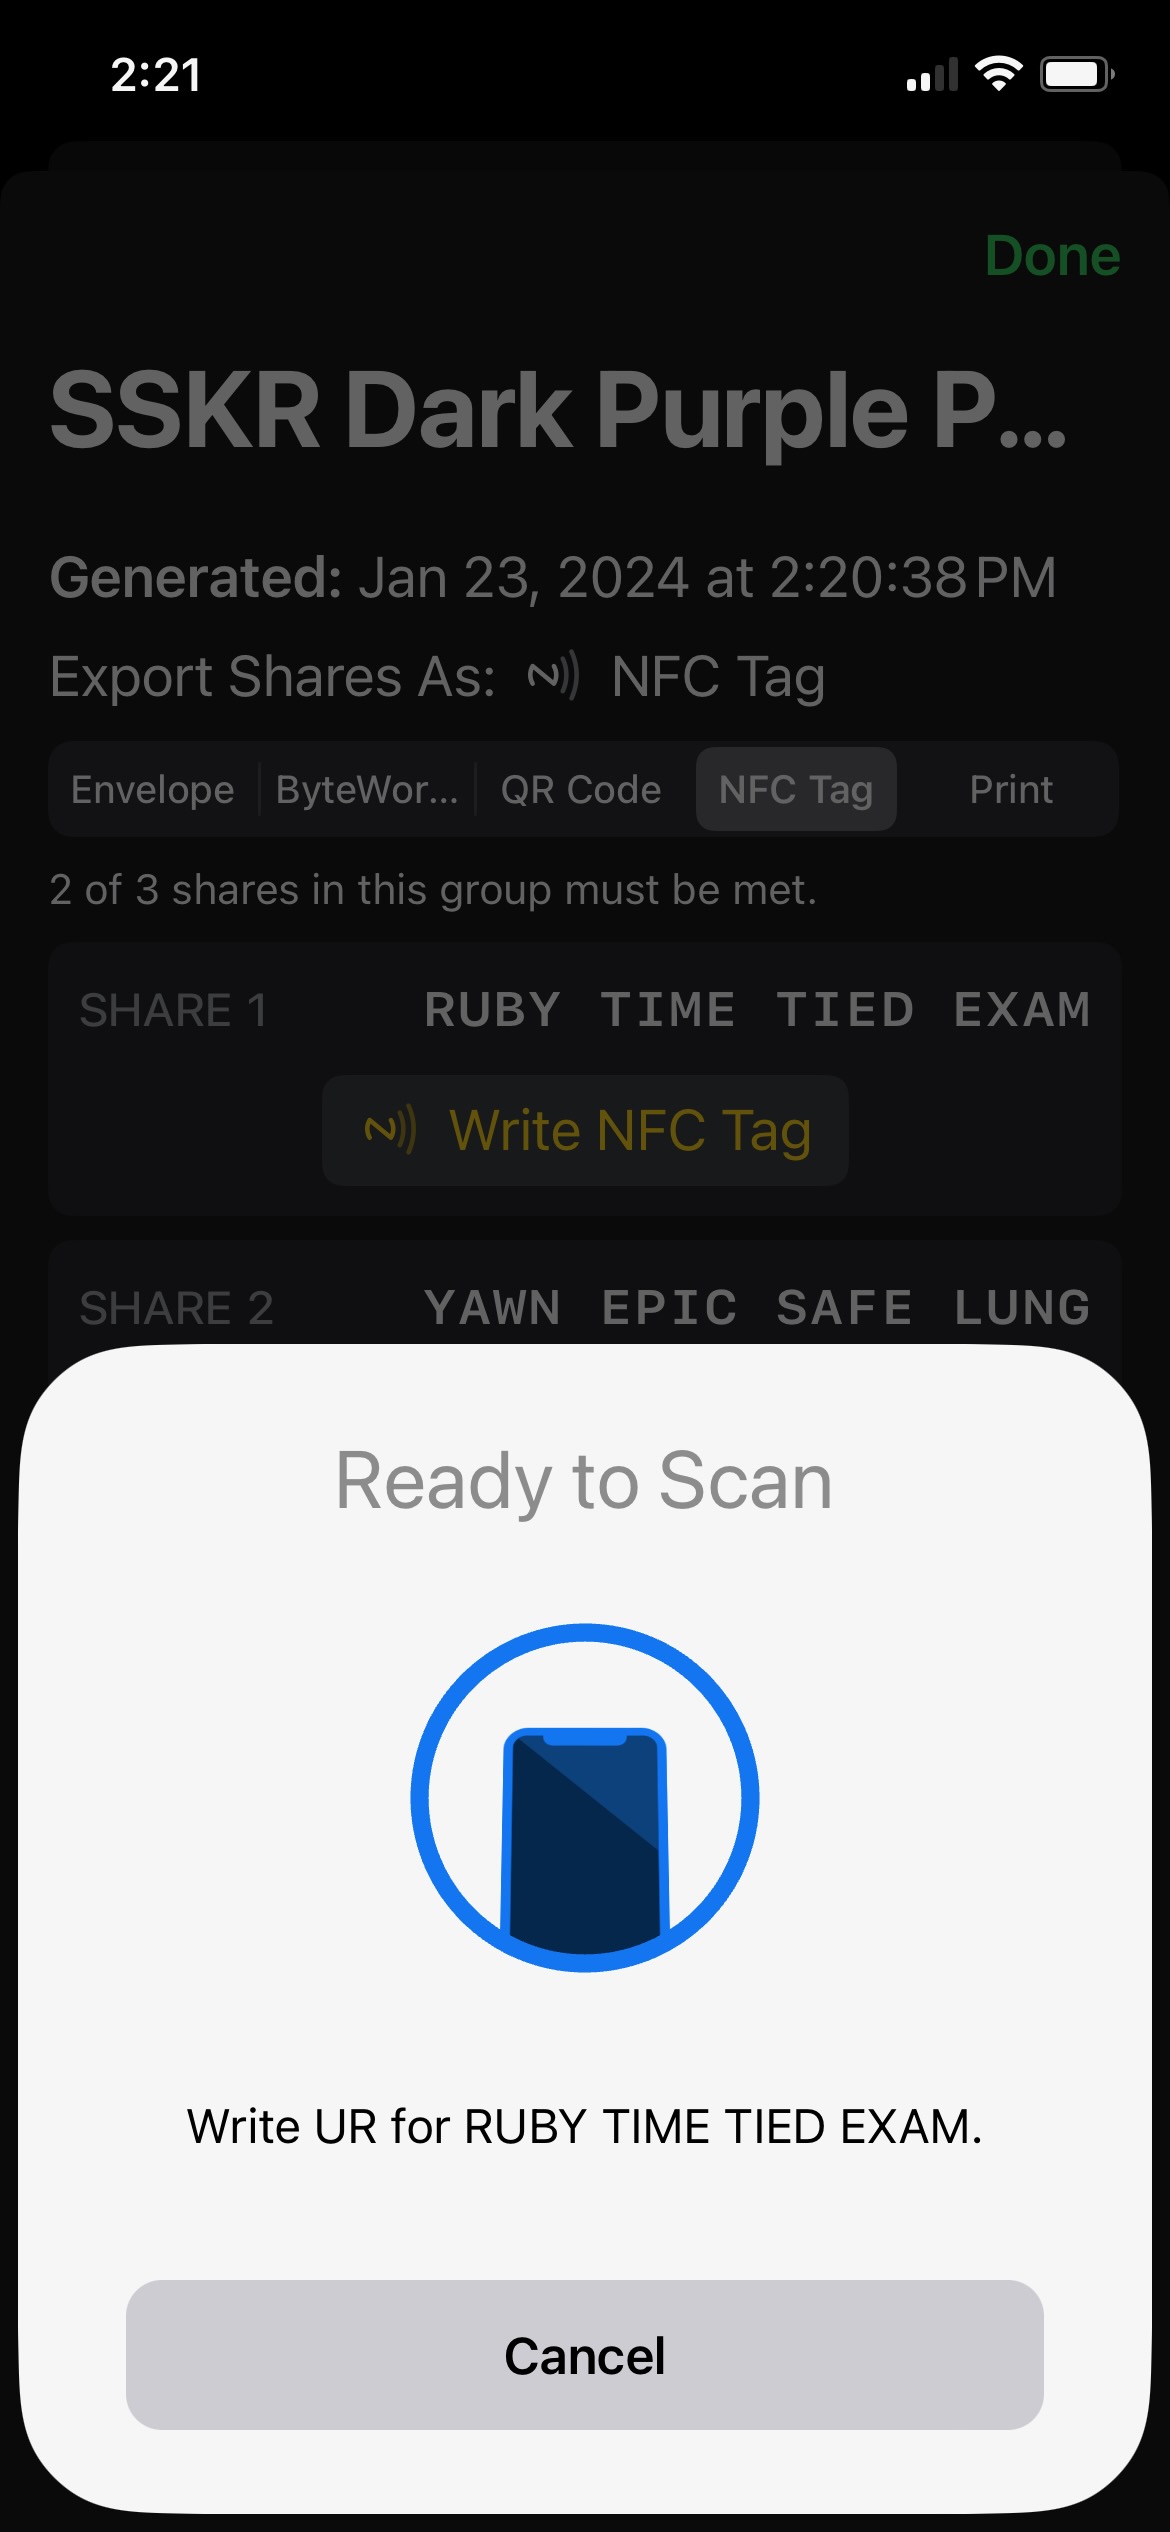 2:21
Done
SSKR Dark Purple P...
Generated: Jan 23, 2024 at 2:20:38 PM
Export Shares As: NFC Tag
Envelope ByteWor... QR Code NFC Tag Print
2 of 3 shares in this group must be met.
SHARE 1 RUBY TIME TIED EXAM
Write NFC Tag
SHARE 2 YAWN EPIC SAFE LUNG
Ready to Scan
Write UR for RUBY TIME TIED EXAM.
Cancel